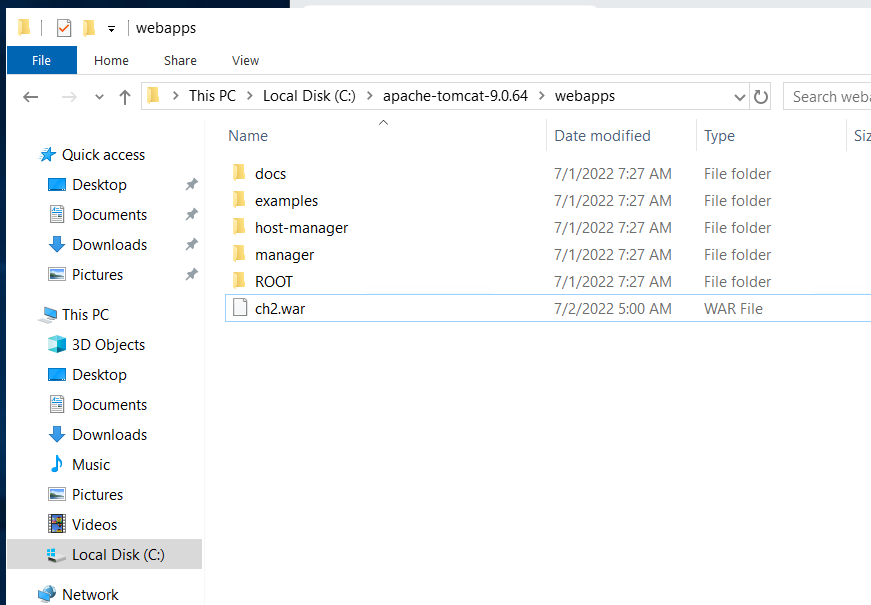 webapps
File Home Share View
This PC Local Disk (C:) apache-tomcat-9.0.64 webapps
Name Date modified Type
Quick access
Desktop
Documents
Downloads
Pictures
This PC
3D Objects
Desktop
Documents
Downloads
Music
Pictures
Videos
Local Disk (C:)
Network
docs 7/1/2022 7:27 AM File folder
examples 7/1/2022 7:27 AM File folder
host-manager 7/1/2022 7:27 AM File folder
manager 7/1/2022 7:27 AM File folder
ROOT 7/1/2022 7:27 AM File folder
ch2.war 7/2/2022 5:00 AM WAR File